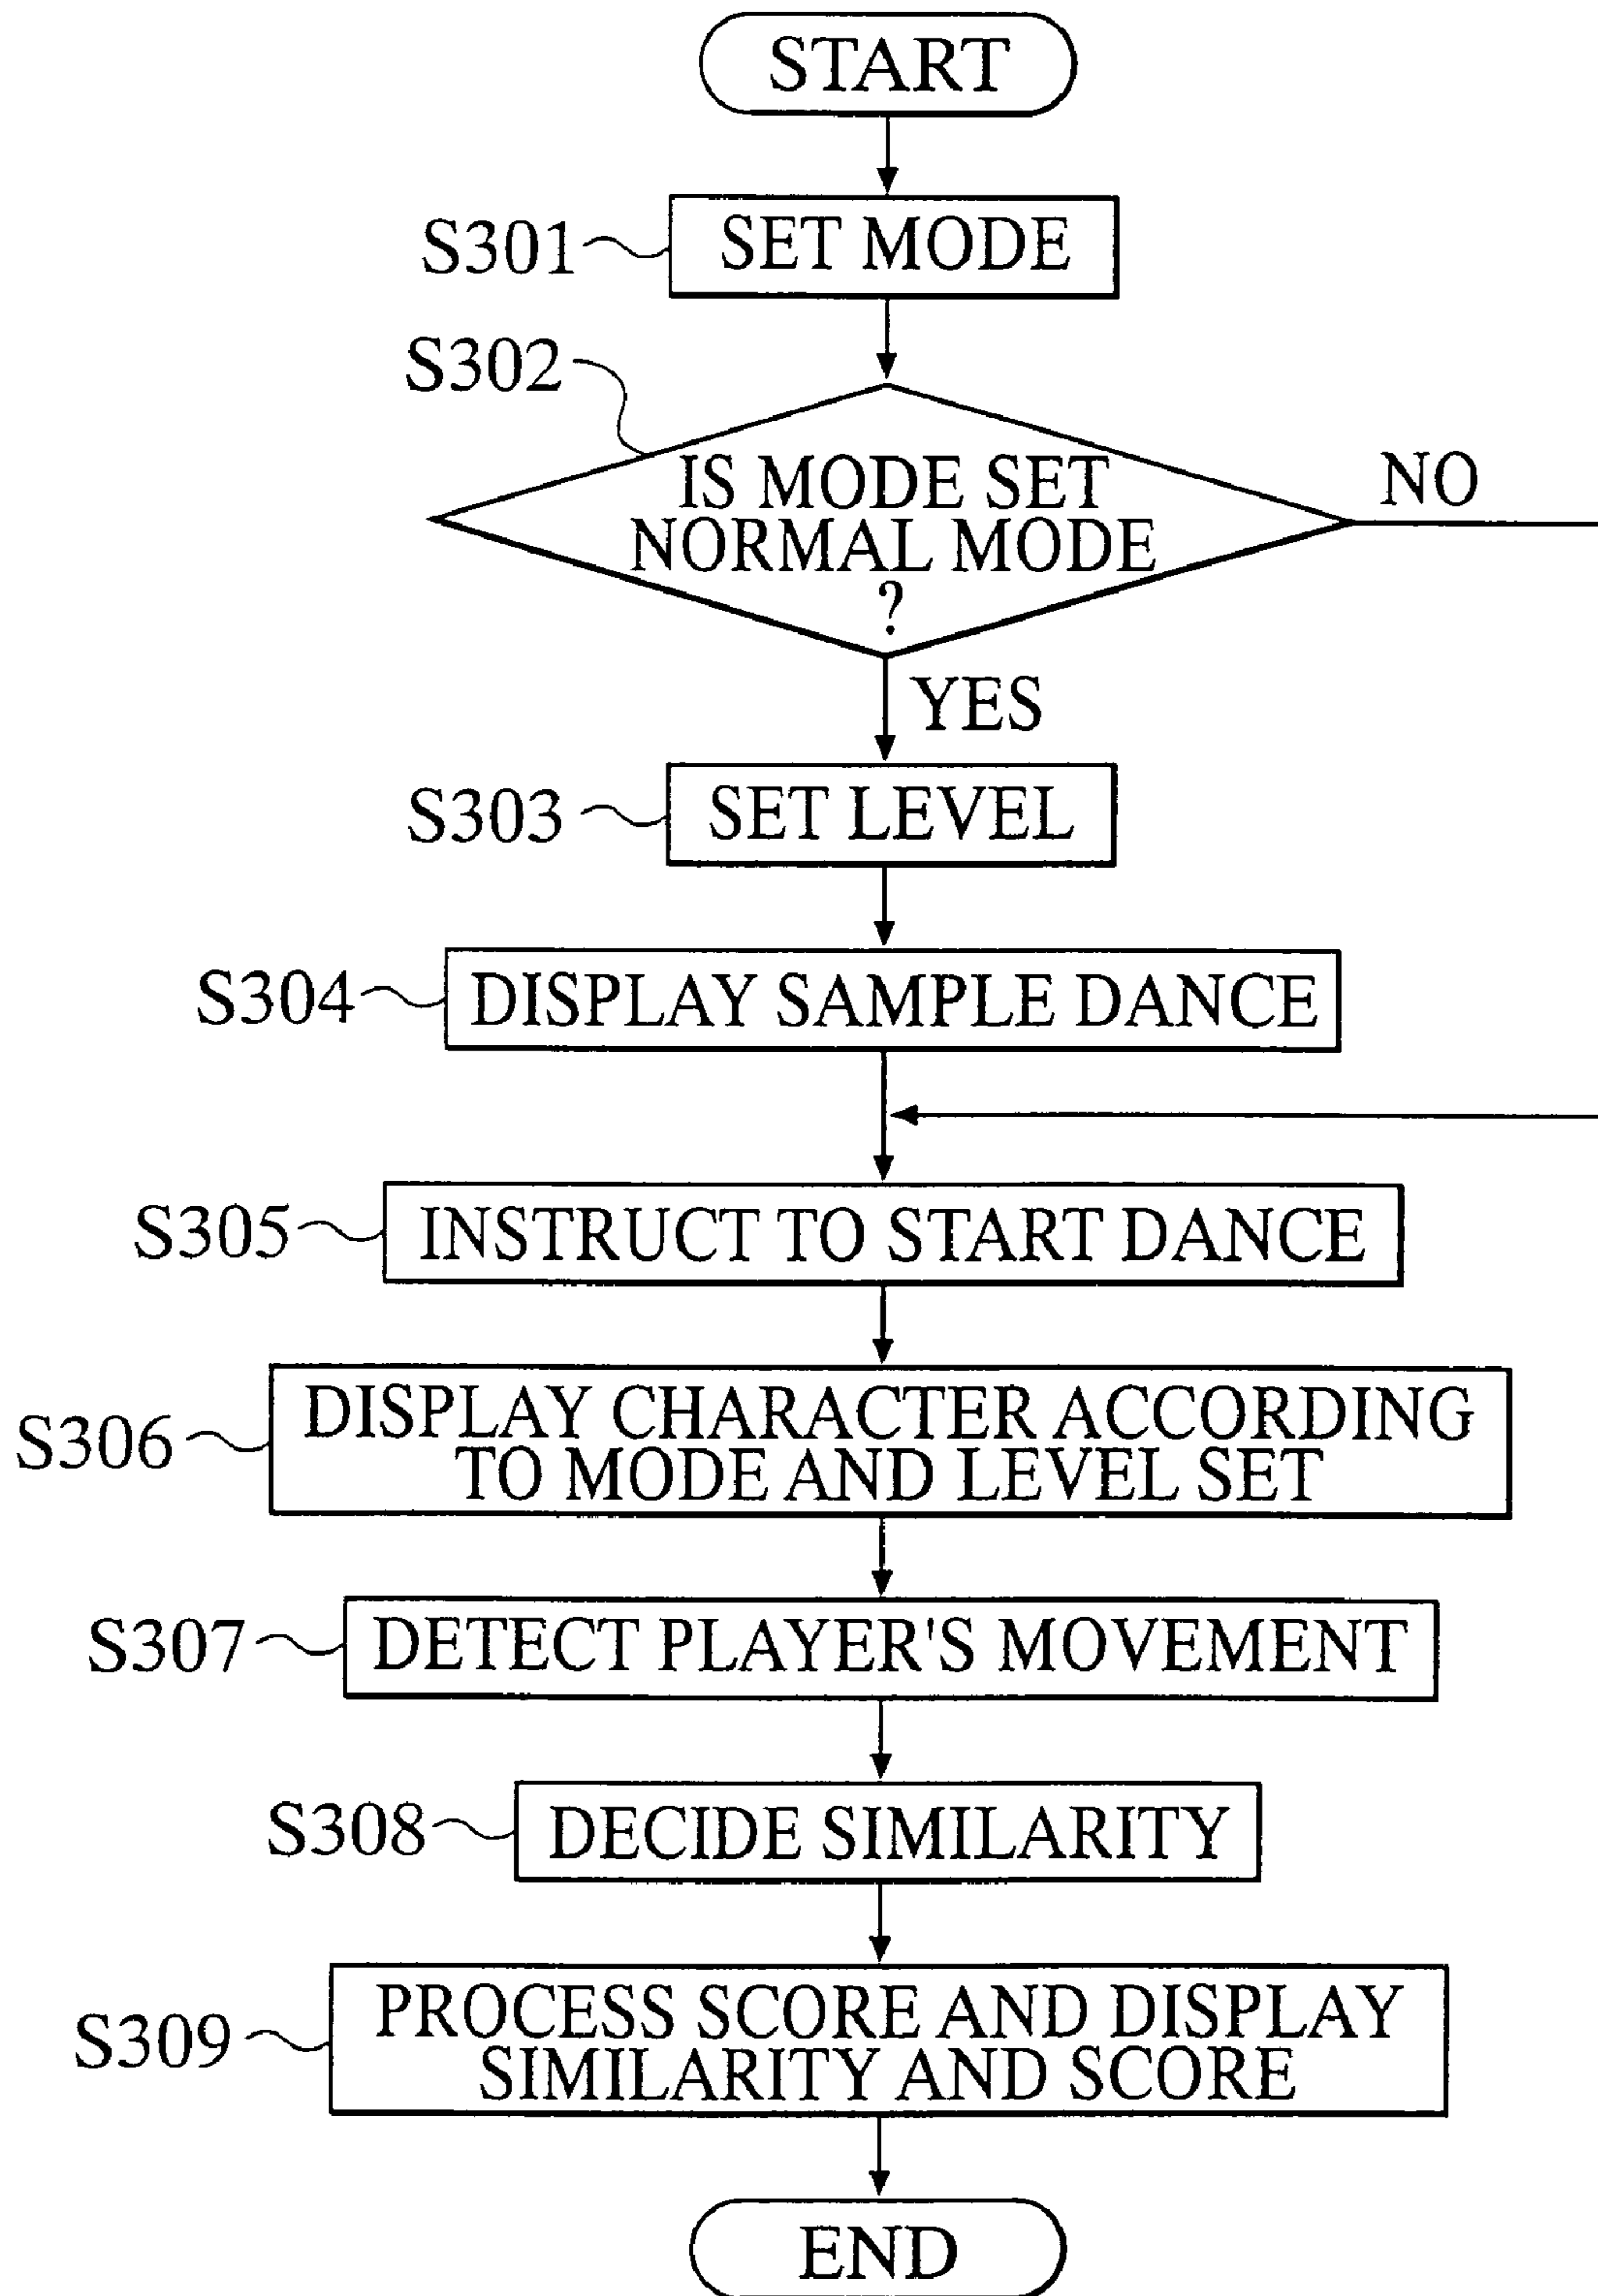 START
S301
SET MODE
S302
IS MODE SET
NORMAL MODE
?
NO
YES
S303
SET LEVEL
S304
DISPLAY SAMPLE DANCE
S305
INSTRUCT TO START DANCE
S306
DISPLAY CHARACTER ACCORDING
TO MODE AND LEVEL SET
S307
DETECT PLAYER'S MOVEMENT
S308
DECIDE SIMILARITY
S309
PROCESS SCORE AND DISPLAY
SIMILARITY AND SCORE
END